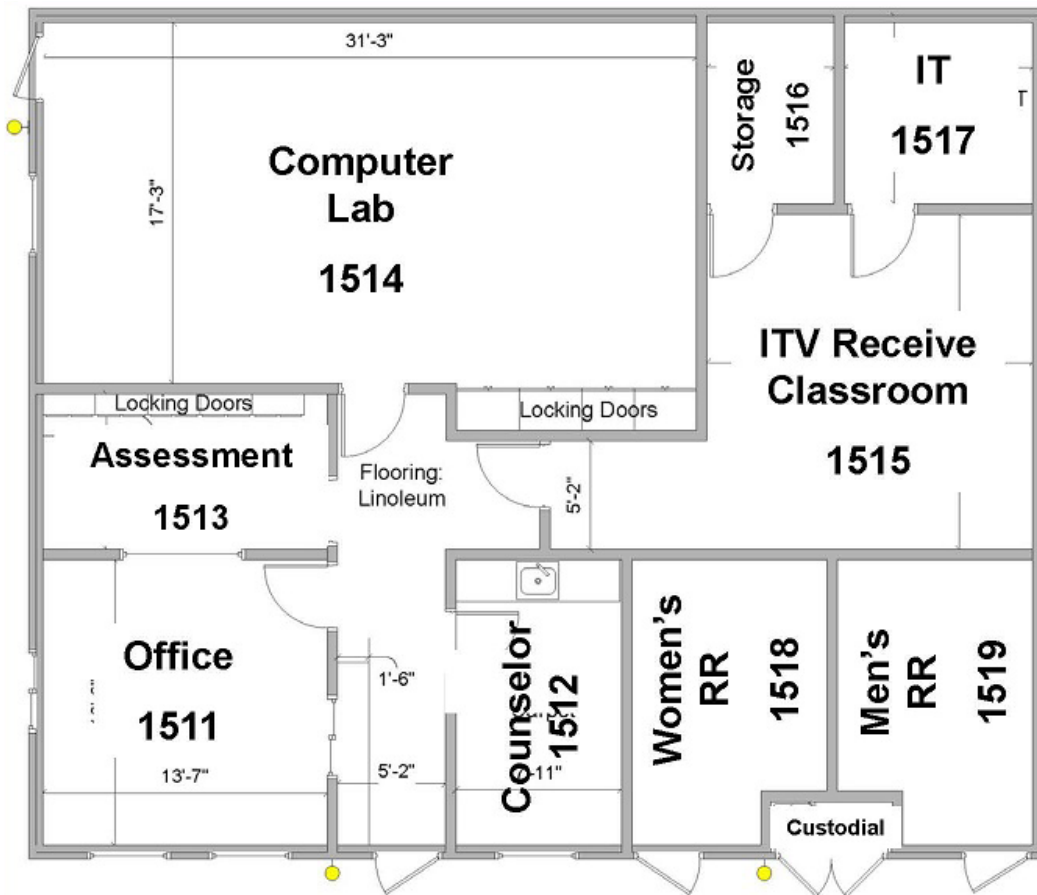 31'-3"
17'-3"
Computer
Lab
1514
Storage
1516
IT
1517
T
ITV Receive
Classroom
1515
Locking Doors
Locking Doors
Assessment
1513
Flooring:
Linoleum
5'-2"
Office
1511
13'-7"
1'-6"
5'-2"
Counselor
1512
-11"
Women's
RR
1518
Men's
RR
1519
Custodial